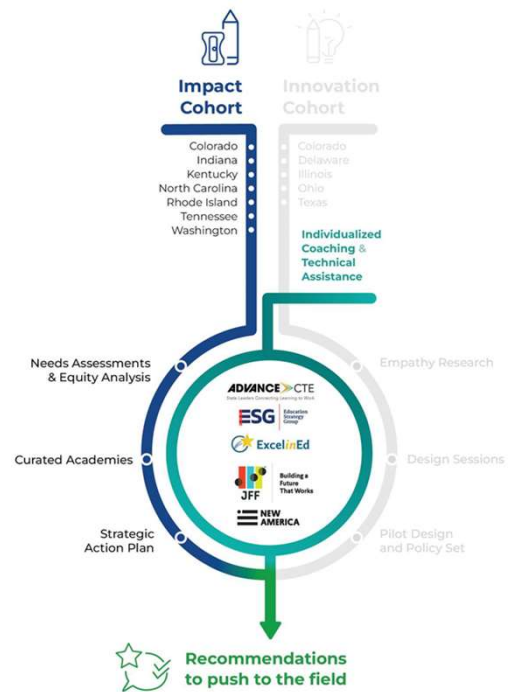 Impact
Cohort
Colorado
Indiana
Kentucky
North Carolina
Rhode Island
Tennessee
Washington
Innovation
Cohort
Colorado
Delaware
Illinois
Ohio
Texas
Individualized
Coaching &
Technical
Assistance
Needs Assessments
& Equity Analysis
Curated Academies
Strategic
Action Plan
ADVANCE CTE
State Leaders Connecting Learning to Work
ESG
Education
Strategy
Group
ExcelinEd
JFF
Building a
Future
That Works
NEW
AMERICA
Empathy Research
Design Sessions
Pilot Design
and Policy Set
Recommendations
to push to the field